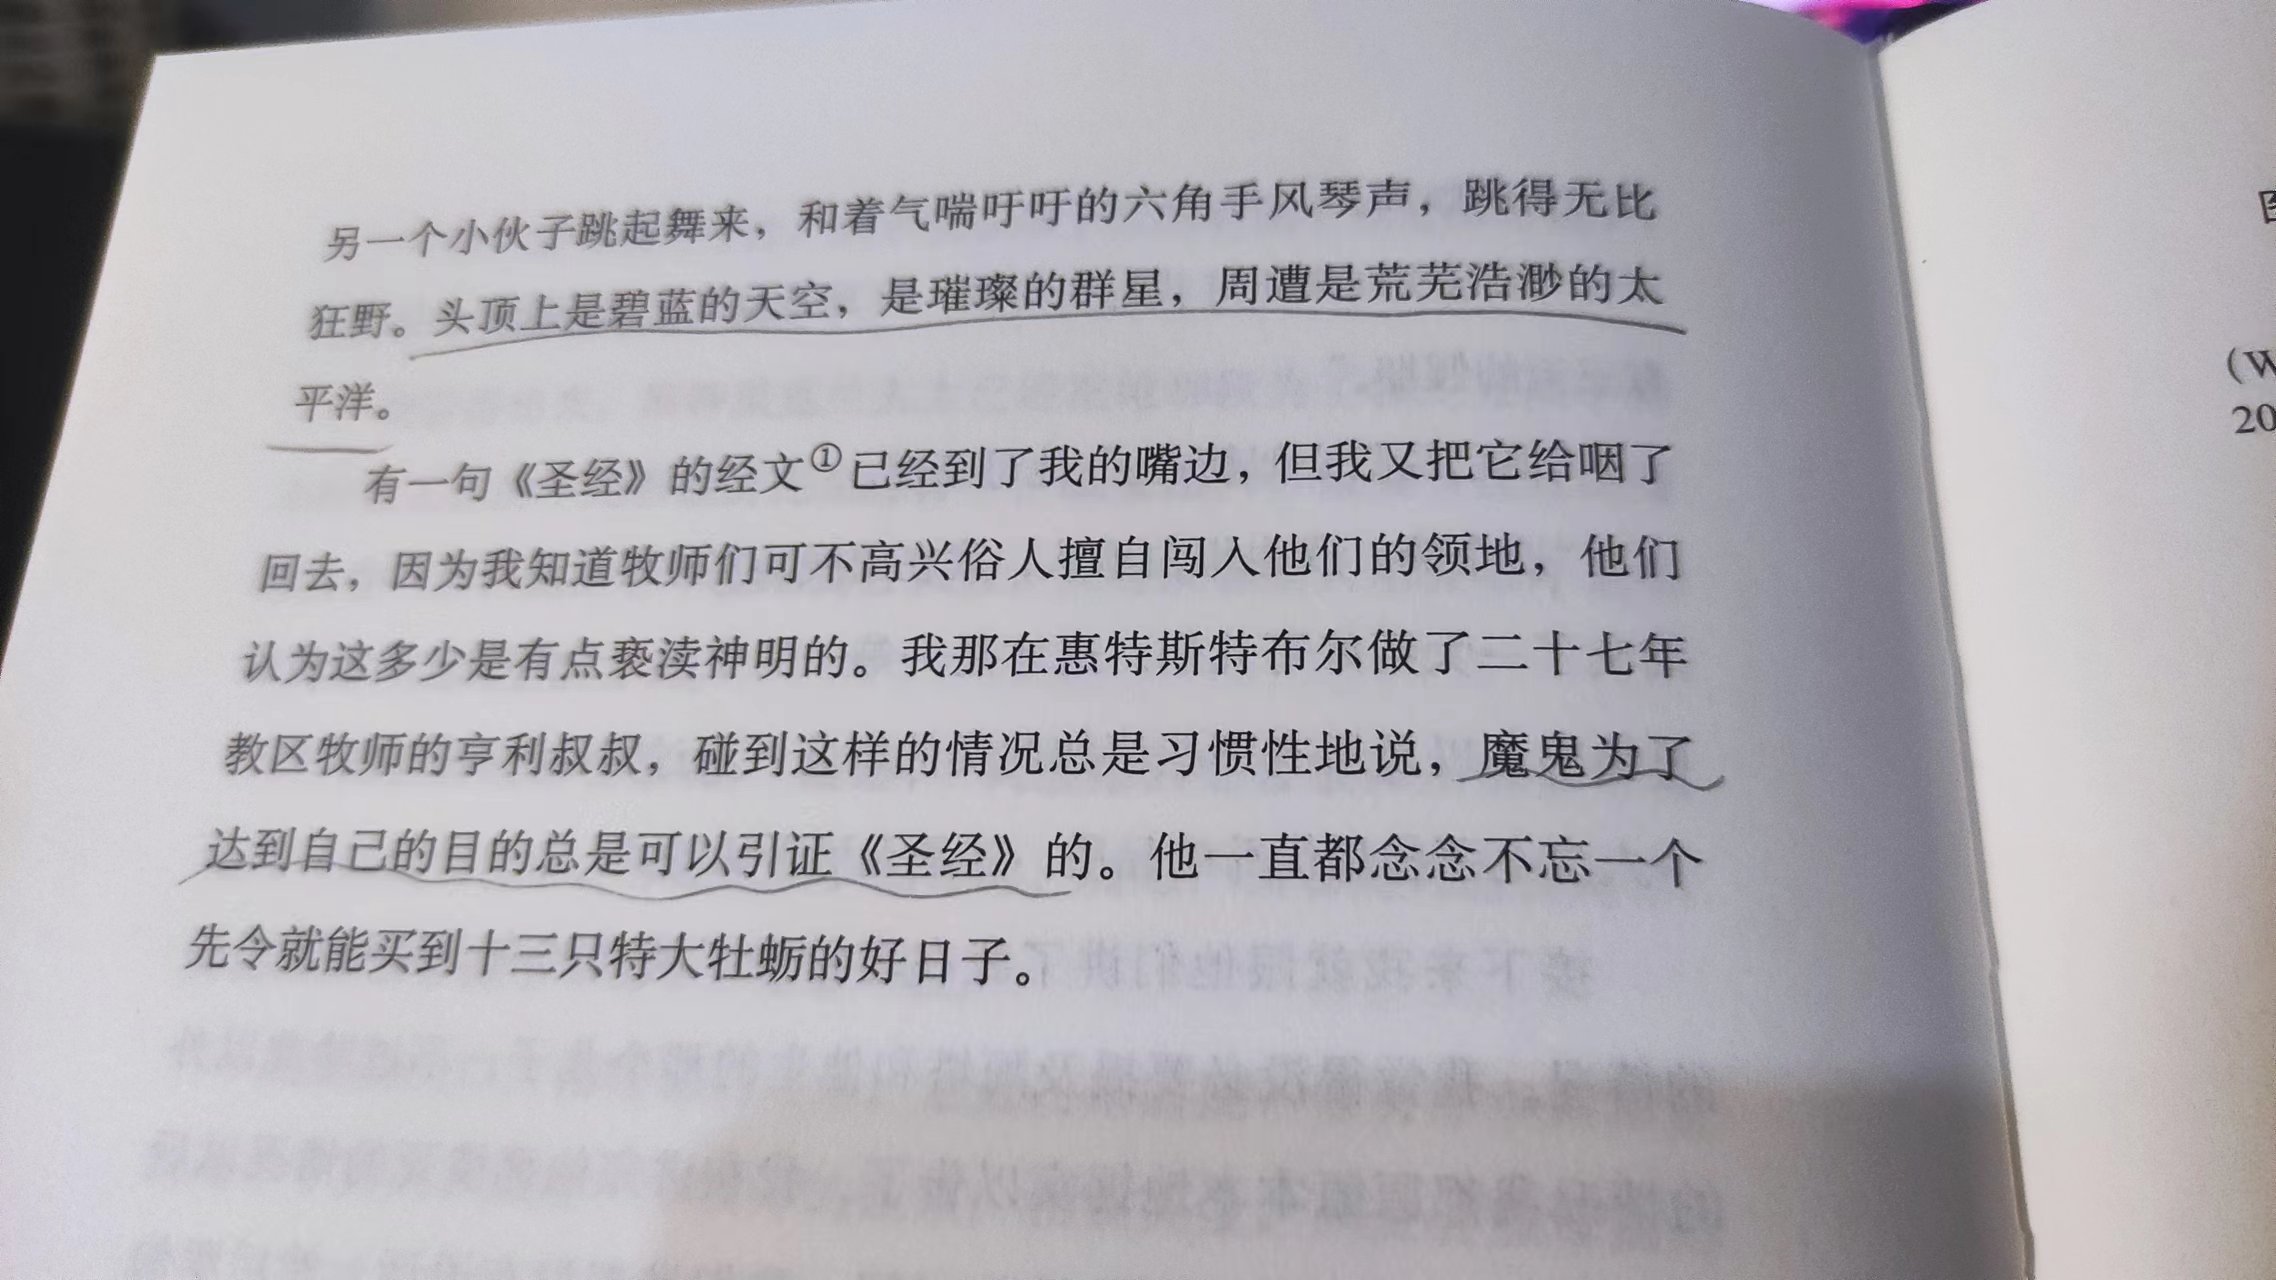 另一个小伙子跳起舞来，和着气喘吁吁的六角手风琴声，跳得无比
狂野。头顶上是碧蓝的天空，是璀璨的群星，周遭是荒芜浩渺的太
平洋。
有一句《圣经》的经文①已经到了我的嘴边，但我又把它给咽了
回去，因为我知道牧师们可不高兴俗人擅自闯入他们的领地，他们
认为这多少是有点亵渎神明的。我那在惠特斯特布尔做了二十七年
教区牧师的亨利叔叔，碰到这样的情况总是习惯性地说，魔鬼为了
达到自己的目的总是可以引证《圣经》的。他一直都念念不忘一个
先令就能买到十三只特大牡蛎的好日子。
(W
20